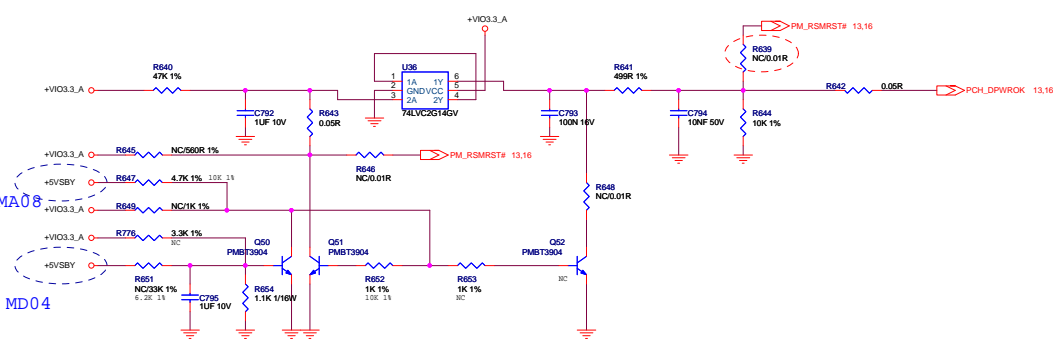 +VIO3.3_A
PM_RSMRST# 13,16
R639
NC/0.01R
U36
R640
47K 1%
+VIO3.3_A
1 1A 1Y 6
2 GNDVCC 5
3 2A 2Y 4
74LVC2G14GV
R641
499R 1%
R642 0.05R
PCH_DPWROK 13,16
C792
1UF 10V
R643
0.05R
C793
100N 16V
C794
10NF 50V
R644
10K 1%
+VIO3.3_A
R645 NC/560R 1%
R646
NC/0.01R
PM_RSMRST# 13,16
+5VSBY
R647 4.7K 1% 10K 1%
MA08
+VIO3.3_A
R649 NC/1K 1%
R648
NC/0.01R
+VIO3.3_A
R776 3.3K 1%
NC
Q50
PMBT3904
Q51
PMBT3904
Q52
PMBT3904
NC
+5VSBY
R651
NC/33K 1%
6.2K 1%
MD04
C795
1UF 10V
R654
1.1K 1/16W
R652
1K 1%
10K 1%
R653
1K 1%
NC